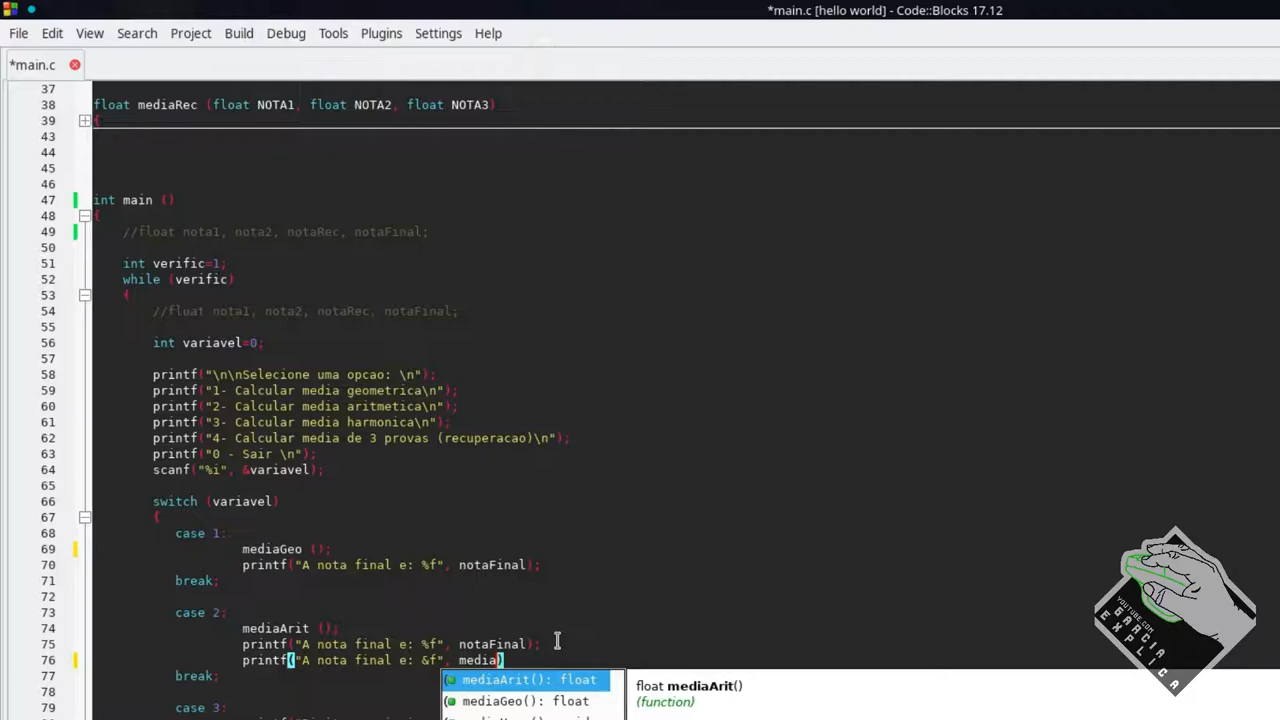 *main.c [hello world] - Code::Blocks 17.12
File Edit View Search Project Build Debug Tools Plugins Settings Help
*main.c
37
38 float mediaRec (float NOTA1, float NOTA2, float NOTA3)
39 {
43
44
45
46
47 int main ()
48 {
49 //float nota1, nota2, notaRec, notaFinal;
50
51 int verific=1;
52 while (verific)
53 {
54 //float nota1, nota2, notaRec, notaFinal;
55
56 int variavel=0;
57
58 printf("\n\nSelecione uma opcao: \n");
59 printf("1- Calcular media geometrica\n");
60 printf("2- Calcular media aritmetica\n");
61 printf("3- Calcular media harmonica\n");
62 printf("4- Calcular media de 3 provas (recuperacao)\n");
63 printf("0 - Sair \n");
64 scanf("%i", &variavel);
65
66 switch (variavel)
67 {
68 case 1:
69 mediaGeo ();
70 printf("A nota final e: %f", notaFinal);
71 break;
72
73 case 2:
74 mediaArit ();
75 printf("A nota final e: %f", notaFinal);
76 printf("A nota final e: &f", media)
77 break;
78
79 case 3:
mediaArit(): float
mediaGeo(): float
float mediaArit()
(function)
YOUTUBE.COM/
GARCIA
EXPLICA